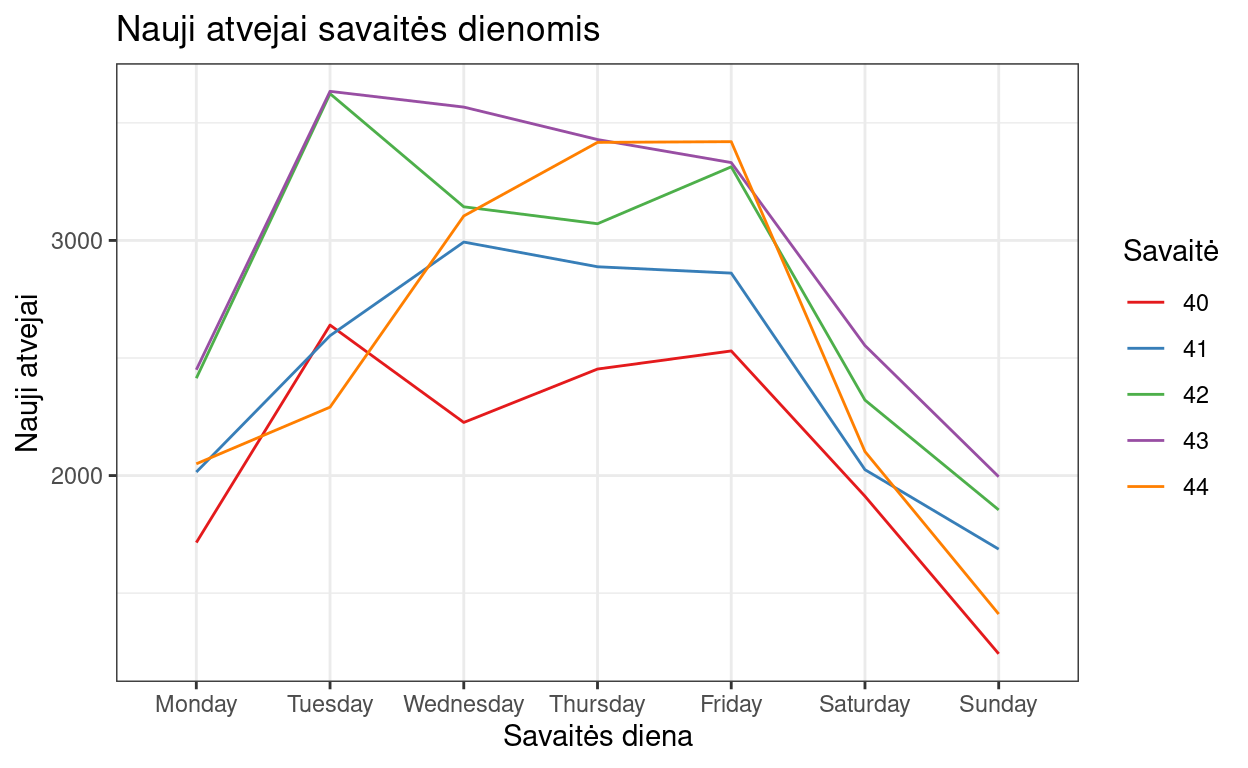 Nauji atvejai savaitės dienomis
Nauji atvejai
3000
2000
Monday Tuesday Wednesday Thursday Friday Saturday Sunday
Savaitės diena
Savaitė
40
41
42
43
44